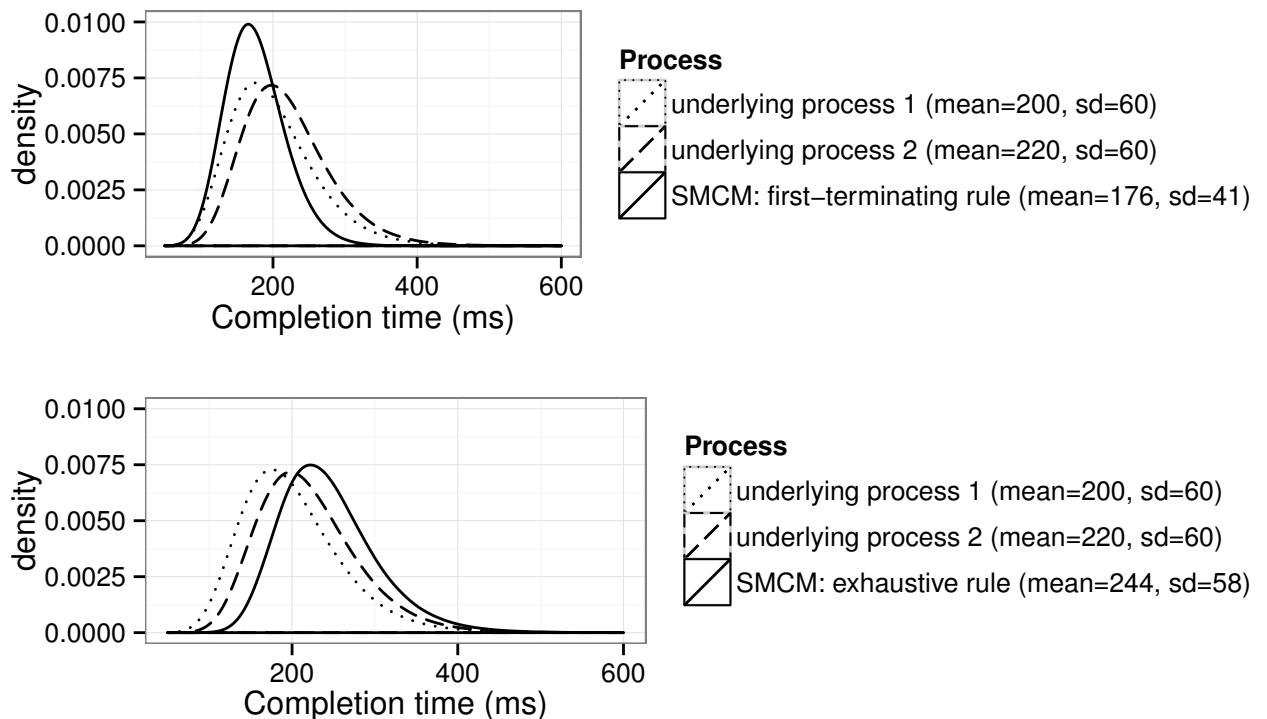 0.0100
0.0075
0.0050
0.0025
0.0000
density
200 400 600
Completion time (ms)
Process
underlying process 1 (mean=200, sd=60)
underlying process 2 (mean=220, sd=60)
SMCM: first−terminating rule (mean=176, sd=41)
0.0100
0.0075
0.0050
0.0025
0.0000
density
200 400 600
Completion time (ms)
Process
underlying process 1 (mean=200, sd=60)
underlying process 2 (mean=220, sd=60)
SMCM: exhaustive rule (mean=244, sd=58)